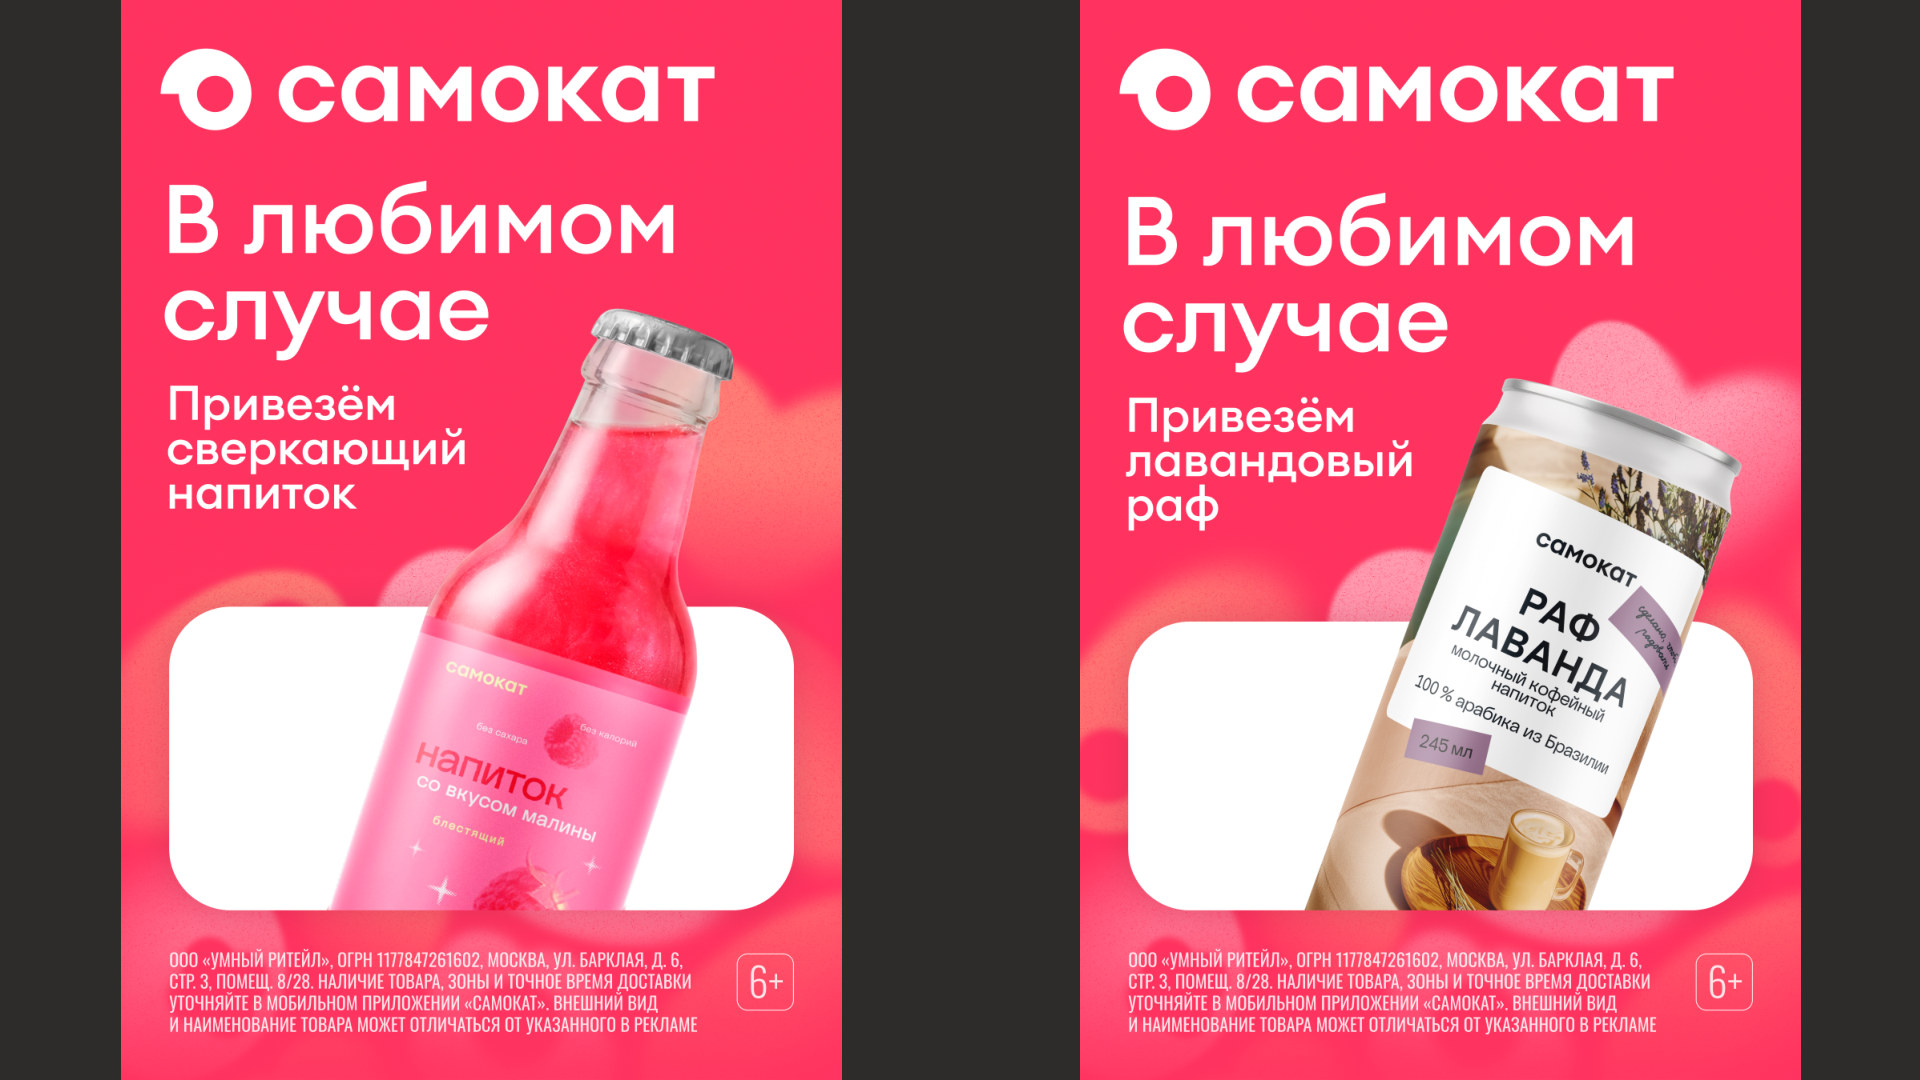 самокат
В любимом
случае
Привезём
сверкающий
напиток
самокат
без сахара
без калорий
напиток
со вкусом малины
блестящий
ООО «УМНЫЙ РИТЕЙЛ», ОГРН 1177847261602, МОСКВА, УЛ. БАРКЛАЯ, Д. 6,
СТР. 3, ПОМЕЩ. 8/28. НАЛИЧИЕ ТОВАРА, ЗОНЫ И ТОЧНОЕ ВРЕМЯ ДОСТАВКИ
УТОЧНЯЙТЕ В МОБИЛЬНОМ ПРИЛОЖЕНИИ «САМОКАТ». ВНЕШНИЙ ВИД
И НАИМЕНОВАНИЕ ТОВАРА МОЖЕТ ОТЛИЧАТЬСЯ ОТ УКАЗАННОГО В РЕКЛАМЕ
6+
самокат
В любимом
случае
Привезём
лавандовый
раф
самокат
РАФ
ЛАВАНДА
молочный кофейный
напиток
100 % арабика из Бразилии
245 мл
ООО «УМНЫЙ РИТЕЙЛ», ОГРН 1177847261602, МОСКВА, УЛ. БАРКЛАЯ, Д. 6,
СТР. 3, ПОМЕЩ. 8/28. НАЛИЧИЕ ТОВАРА, ЗОНЫ И ТОЧНОЕ ВРЕМЯ ДОСТАВКИ
УТОЧНЯЙТЕ В МОБИЛЬНОМ ПРИЛОЖЕНИИ «САМОКАТ». ВНЕШНИЙ ВИД
И НАИМЕНОВАНИЕ ТОВАРА МОЖЕТ ОТЛИЧАТЬСЯ ОТ УКАЗАННОГО В РЕКЛАМЕ
6+